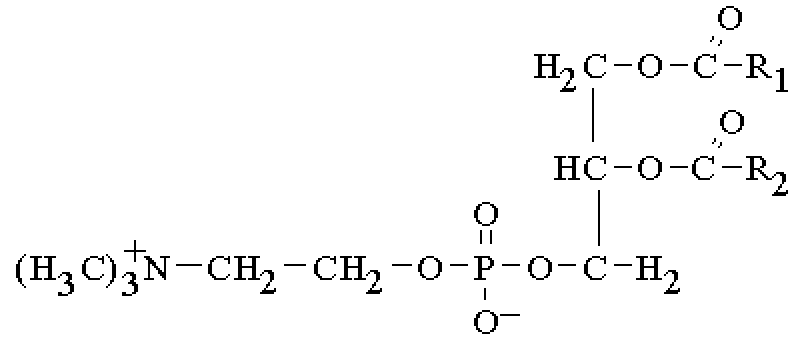 O
H2C–O–C–R1
O
HC–O–C–R2
O
(H3C)3N+–CH2–CH2–O–P–O–C–H2
O–